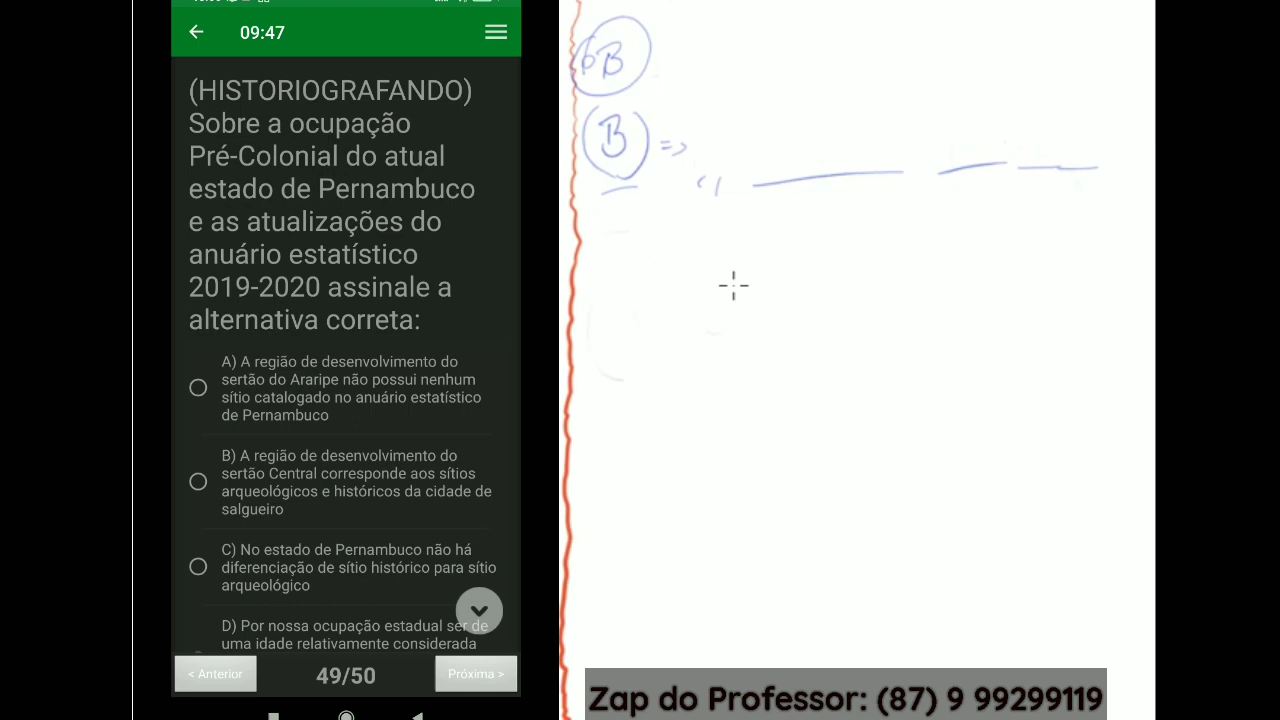 09:47
(HISTORIOGRAFANDO)
Sobre a ocupação
Pré-Colonial do atual
estado de Pernambuco
e as atualizações do
anuário estatístico
2019-2020 assinale a
alternativa correta:
A) A região de desenvolvimento do
sertão do Araripe não possui nenhum
sítio catalogado no anuário estatístico
de Pernambuco
B) A região de desenvolvimento do
sertão Central corresponde aos sítios
arqueológicos e históricos da cidade de
salgueiro
C) No estado de Pernambuco não há
diferenciação de sítio histórico para sítio
arqueológico
D) Por nossa ocupação estadual ser de
uma idade relativamente considerada
< Anterior
49/50
Próxima >
6B
B =>
Zap do Professor: (87) 9 99299119